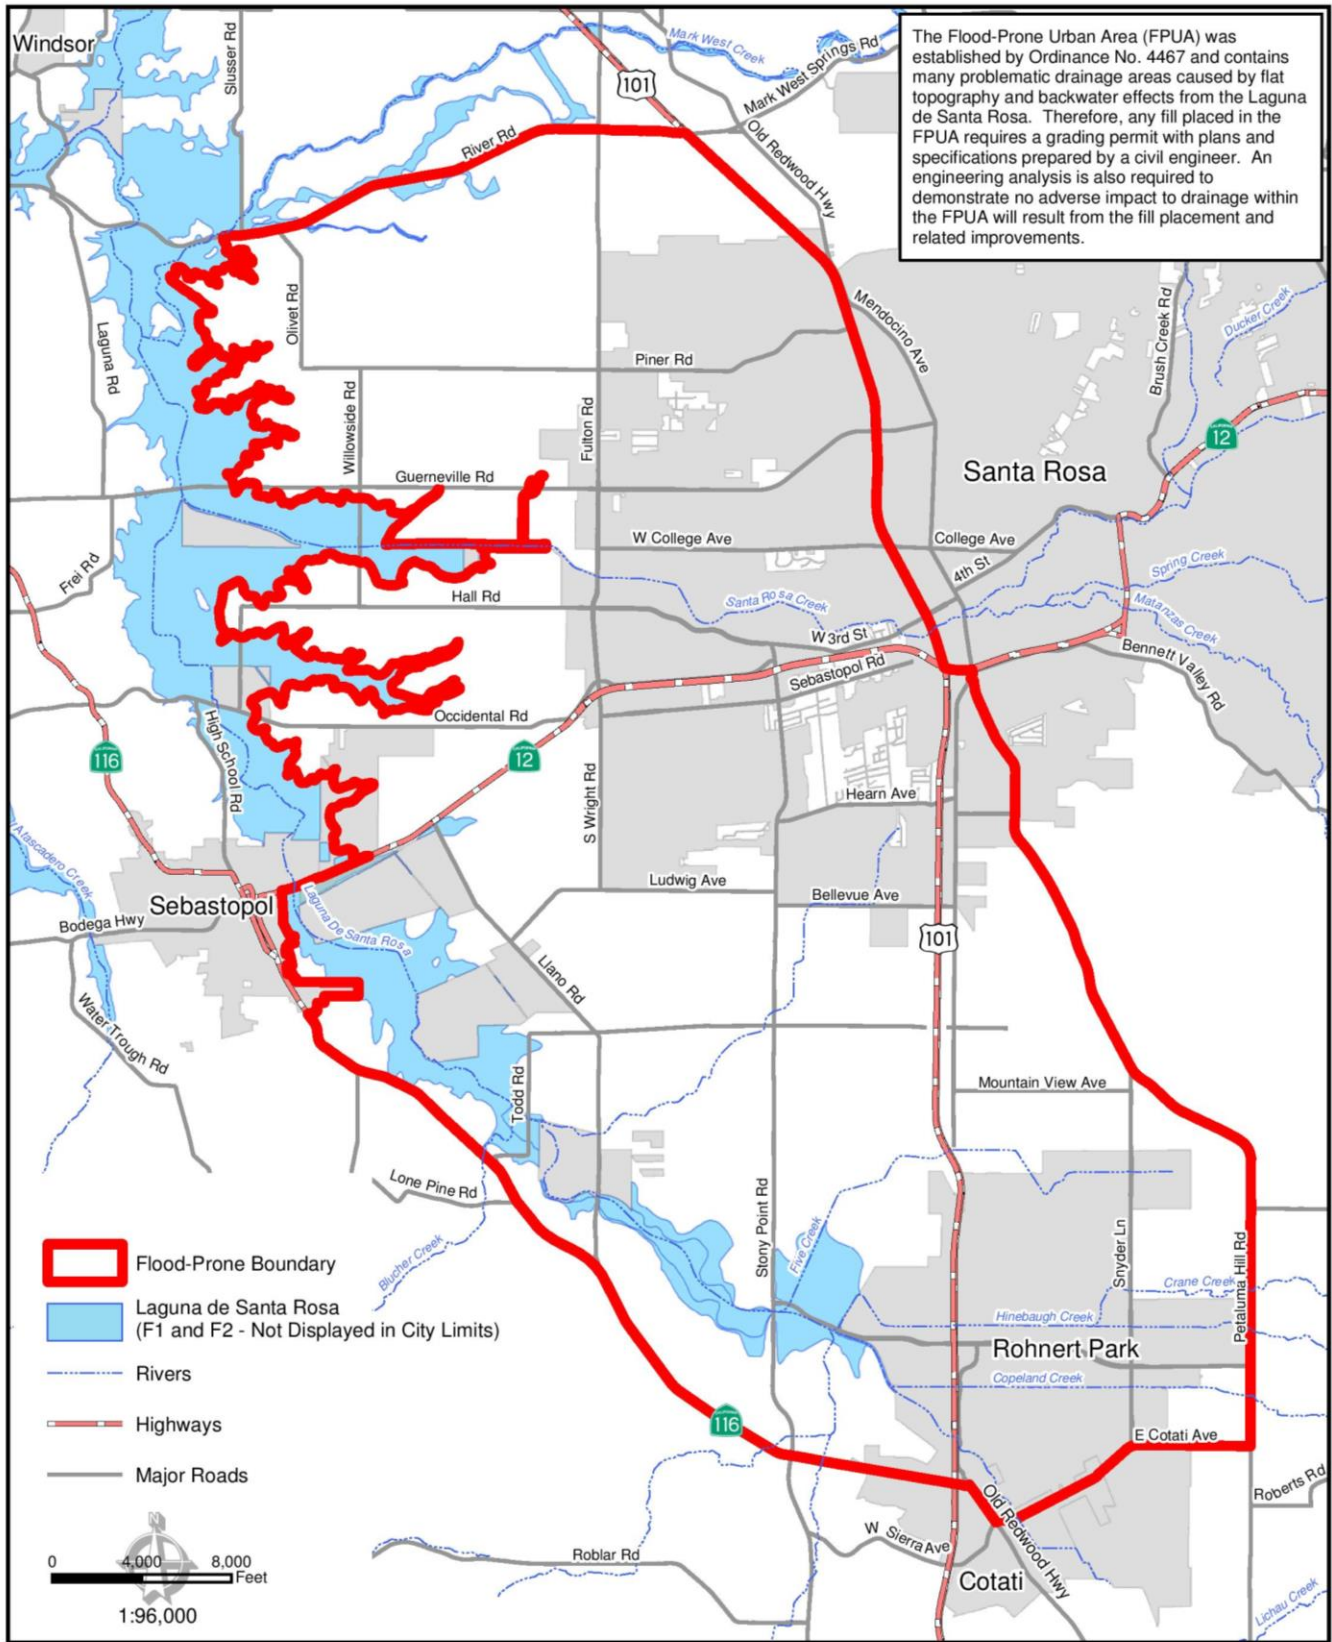 The Flood-Prone Urban Area (FPUA) was
established by Ordinance No. 4467 and contains
many problematic drainage areas caused by flat
topography and backwater effects from the Laguna
de Santa Rosa. Therefore, any fill placed in the
FPUA requires a grading permit with plans and
specifications prepared by a civil engineer. An
engineering analysis is also required to
demonstrate no adverse impact to drainage within
the FPUA will result from the fill placement and
related improvements.
Windsor
Slusser Rd
Mark West Creek
Mark West Springs Rd
101
River Rd
Old Redwood Hwy
Olivet Rd
Laguna Rd
Mendocino Ave
Brush Creek Rd
Ducker Creek
Piner Rd
Willowside Rd
Fulton Rd
12
Guerneville Rd
Santa Rosa
W College Ave
College Ave
4th St
Frei Rd
Spring Creek
Hall Rd
Santa Rosa Creek
Matanzas Creek
W 3rd St
Sebastopol Rd
Bennett Valley Rd
Occidental Rd
High School Rd
116
12
S Wright Rd
Hearn Ave
Atascadero Creek
Ludwig Ave
Bellevue Ave
Sebastopol
Laguna De Santa Rosa
Bodega Hwy
101
Llano Rd
Water Trough Rd
Todd Rd
Mountain View Ave
Lone Pine Rd
Stony Point Rd
Five Creek
Snyder Ln
Petaluma Hill Rd
Blucher Creek
Crane Creek
Hinebaugh Creek
Rohnert Park
Copeland Creek
116
E Cotati Ave
Old Redwood Hwy
Roberts Rd
W Sierra Ave
Roblar Rd
Cotati
Lichau Creek
Flood-Prone Boundary
Laguna de Santa Rosa
(F1 and F2 - Not Displayed in City Limits)
Rivers
Highways
Major Roads
N
0 4,000 8,000
Feet
1:96,000